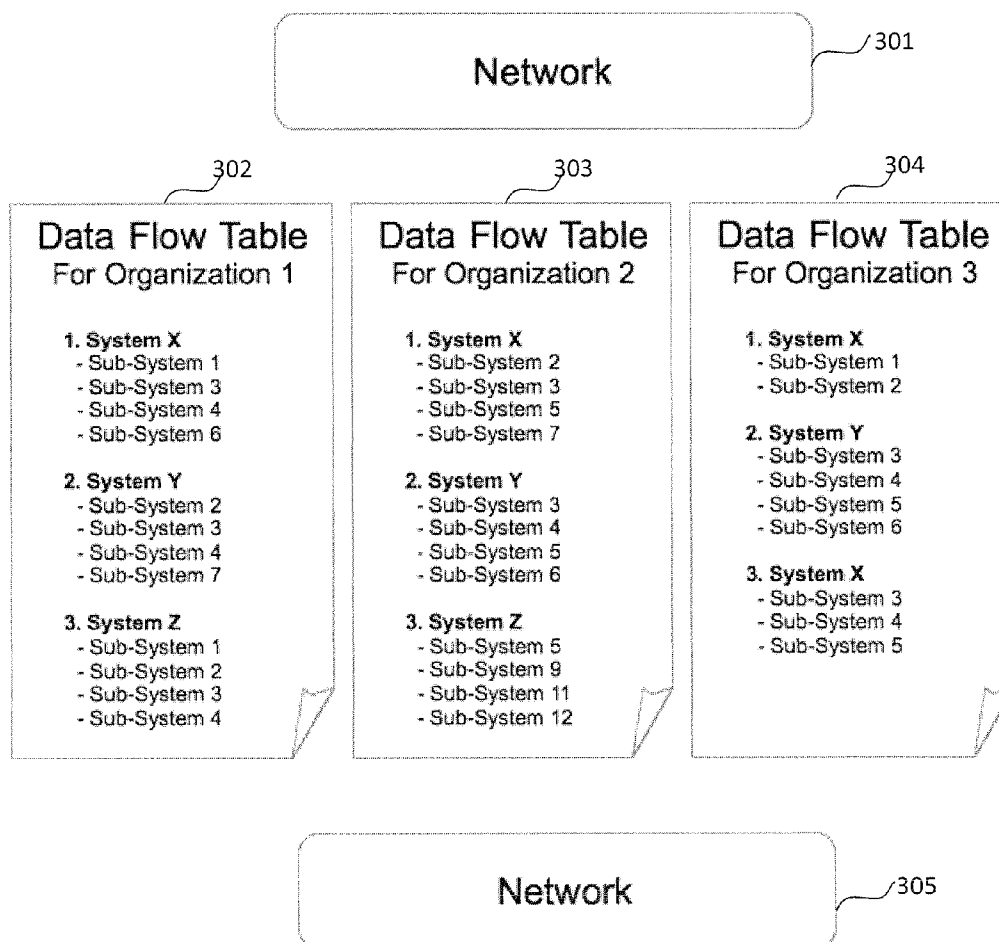 301
Network
302
Data Flow Table
For Organization 1
1. System X
- Sub-System 1
- Sub-System 3
- Sub-System 4
- Sub-System 6
2. System Y
- Sub-System 2
- Sub-System 3
- Sub-System 4
- Sub-System 7
3. System Z
- Sub-System 1
- Sub-System 2
- Sub-System 3
- Sub-System 4
303
Data Flow Table
For Organization 2
1. System X
- Sub-System 2
- Sub-System 3
- Sub-System 5
- Sub-System 7
2. System Y
- Sub-System 3
- Sub-System 4
- Sub-System 5
- Sub-System 6
3. System Z
- Sub-System 5
- Sub-System 9
- Sub-System 11
- Sub-System 12
304
Data Flow Table
For Organization 3
1. System X
- Sub-System 1
- Sub-System 2
2. System Y
- Sub-System 3
- Sub-System 4
- Sub-System 5
- Sub-System 6
3. System X
- Sub-System 3
- Sub-System 4
- Sub-System 5
Network
305